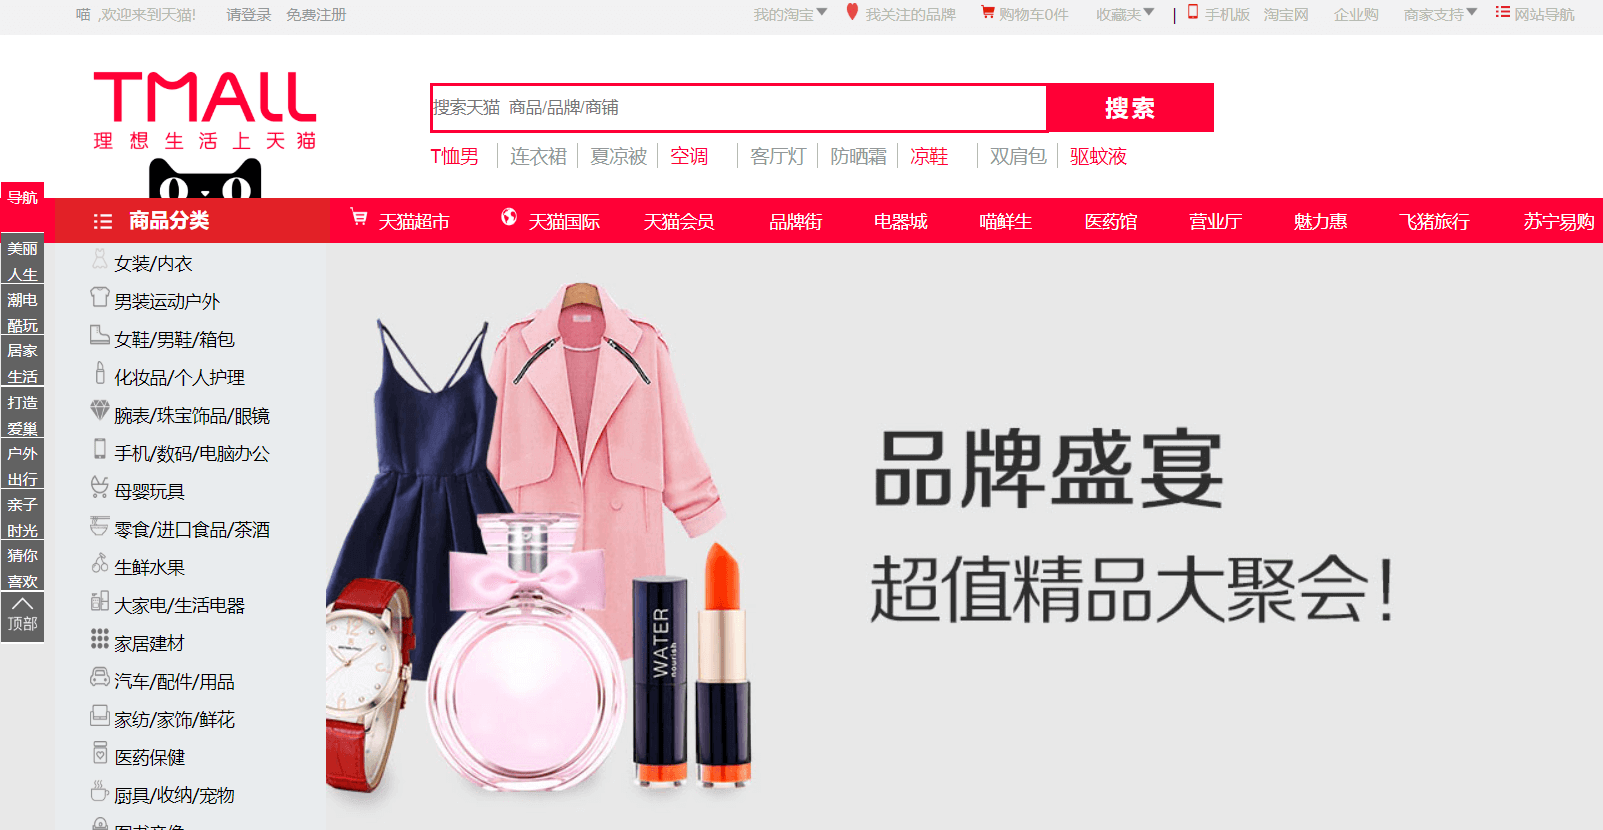 喵 ,欢迎来到天猫! 请登录 免费注册 我的淘宝 我关注的品牌 购物车0件 收藏夹 | 手机版 淘宝网 企业购 商家支持 网站导航
TMALL
理想生活上天猫
搜索天猫 商品/品牌/商铺 搜索
T恤男 连衣裙 夏凉被 空调 客厅灯 防晒霜 凉鞋 双肩包 驱蚊液
导航
商品分类 天猫超市 天猫国际 天猫会员 品牌街 电器城 喵鲜生 医药馆 营业厅 魅力惠 飞猪旅行 苏宁易购
美丽
人生
潮电
酷玩
居家
生活
打造
爱巢
户外
出行
亲子
时光
猜你
喜欢
顶部
女装/内衣
男装运动户外
女鞋/男鞋/箱包
化妆品/个人护理
腕表/珠宝饰品/眼镜
手机/数码/电脑办公
母婴玩具
零食/进口食品/茶酒
生鲜水果
大家电/生活电器
家居建材
汽车/配件/用品
家纺/家饰/鲜花
医药保健
厨具/收纳/宠物
图书音像
品牌盛宴
超值精品大聚会!
WATER
nourish